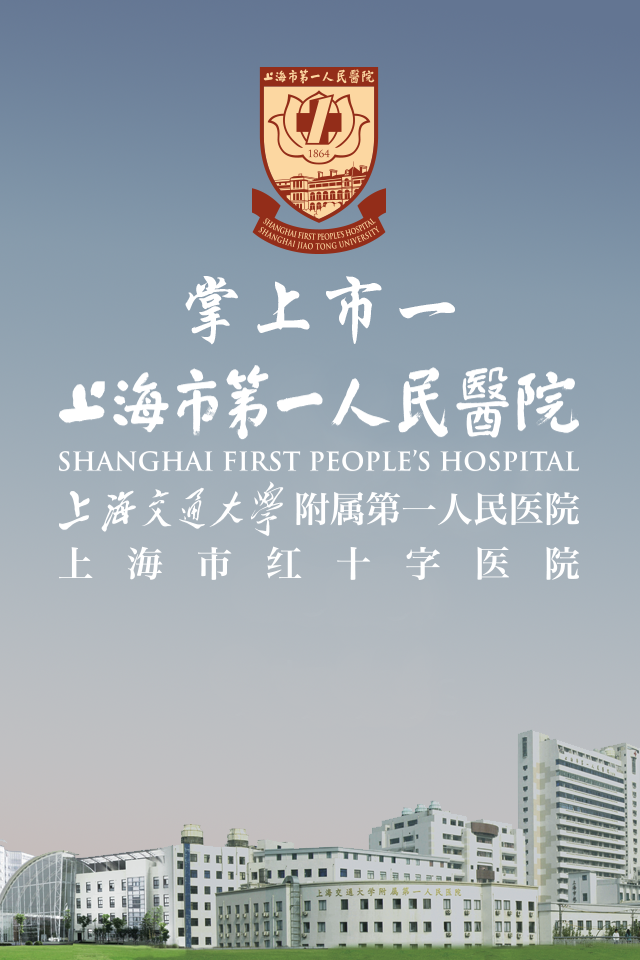 上海市第一人民醫院
1864
SHANGHAI FIRST PEOPLE'S HOSPITAL
SHANGHAI JIAO TONG UNIVERSITY
掌上市一
上海市第一人民醫院
SHANGHAI FIRST PEOPLE'S HOSPITAL
上海交通大學附属第一人民医院
上海市红十字医院
上海交通大学附属第一人民医院